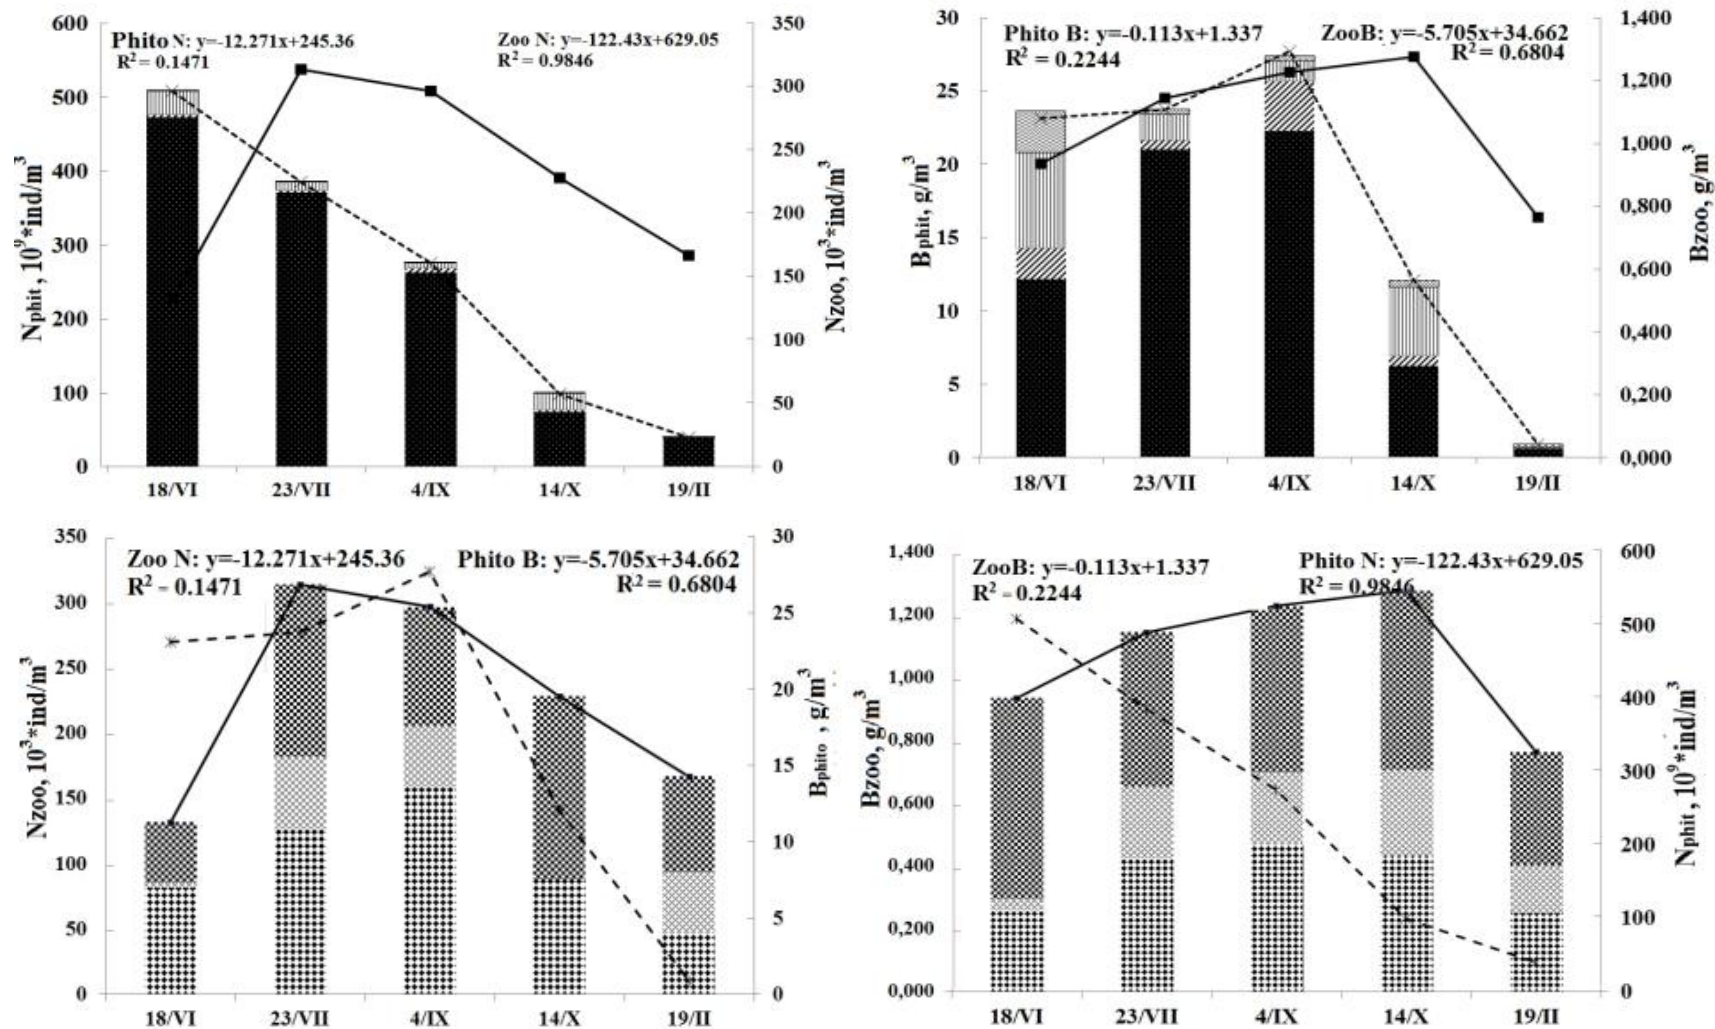 600
500
400
300
200
100
0
350
300
250
200
150
100
50
0
Phito N: y=-12.271x+245.36
R² = 0.1471
Zoo N: y=-122.43x+629.05
R² = 0.9846
Nphit , 10⁹*ind/m³
Nzoo, 10³*ind/m³
18/VI 23/VII 4/IX 14/X 19/II
30
25
20
15
10
5
0
1,400
1,200
1,000
0,800
0,600
0,400
0,200
0,000
Phito B: y=-0.113x+1.337
R² = 0.2244
ZooB: y=-5.705x+34.662
R² = 0.6804
Bphit, g/m³
Bzoo, g/m³
18/VI 23/VII 4/IX 14/X 19/II
350
300
250
200
150
100
50
0
30
25
20
15
10
5
0
Zoo N: y=-12.271x+245.36
R² - 0.1471
Phito B: y=-5.705x+34.662
R² = 0.6804
Nzoo, 10³*ind/m³
Bphito , g/m³
18/VI 23/VII 4/IX 14/X 19/II
1,400
1,200
1,000
0,800
0,600
0,400
0,200
0,000
600
500
400
300
200
100
0
ZooB: y=-0.113x+1.337
R² - 0.2244
Phito N: y=-122.43x+629.05
R² = 0.9846
Bzoo, g/m³
Nphit , 10⁹*ind/m³
18/VI 23/VII 4/IX 14/X 19/II